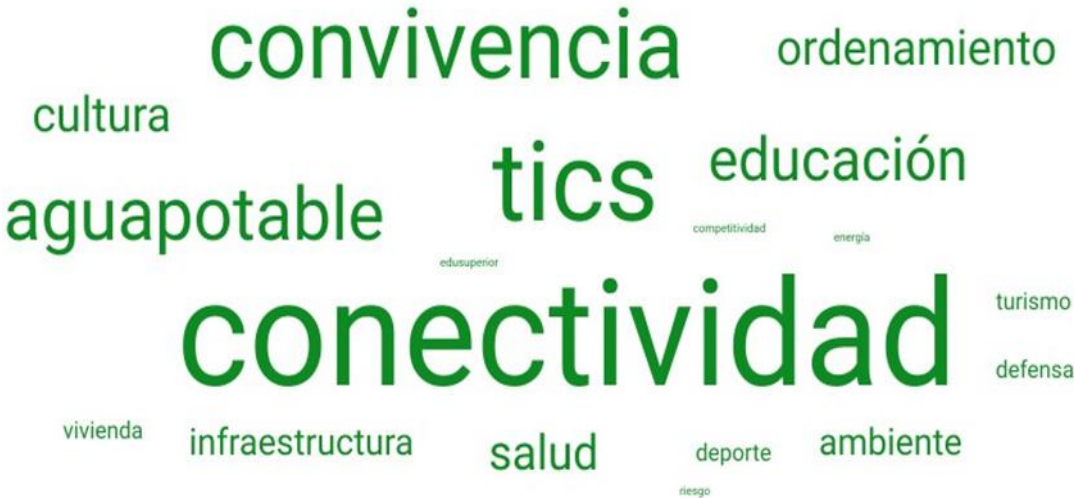 convivencia
ordenamiento
cultura
tics
educación
aguapotable
competitividad
energía
edusuperior
conectividad
turismo
defensa
vivienda
infraestructura
salud
deporte
ambiente
riesgo